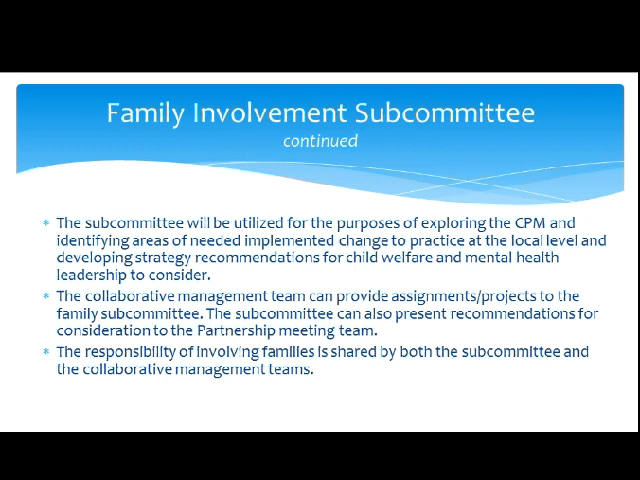 Family Involvement Subcommittee
continued
* The subcommittee will be utilized for the purposes of exploring the CPM and
identifying areas of needed implemented change to practice at the local level and
developing strategy recommendations for child welfare and mental health
leadership to consider.
* The collaborative management team can provide assignments/projects to the
family subcommittee. The subcommittee can also present recommendations for
consideration to the Partnership meeting team.
* The responsibility of involving families is shared by both the subcommittee and
the collaborative management teams.